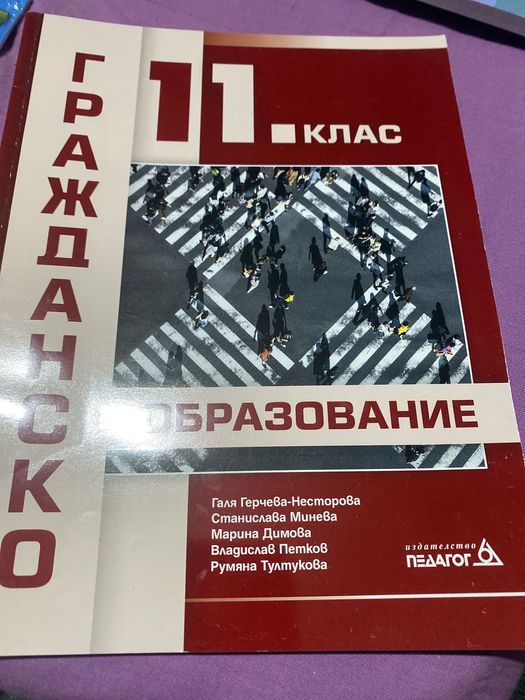 ГРАЖДАНСКО
11. КЛАС
ОБРАЗОВАНИЕ
Галя Герчева-Несторова
Станислава Минева
Марина Димова
Владислав Петков
Румяна Тултукова
издателство
ПЕДАГОГ 6